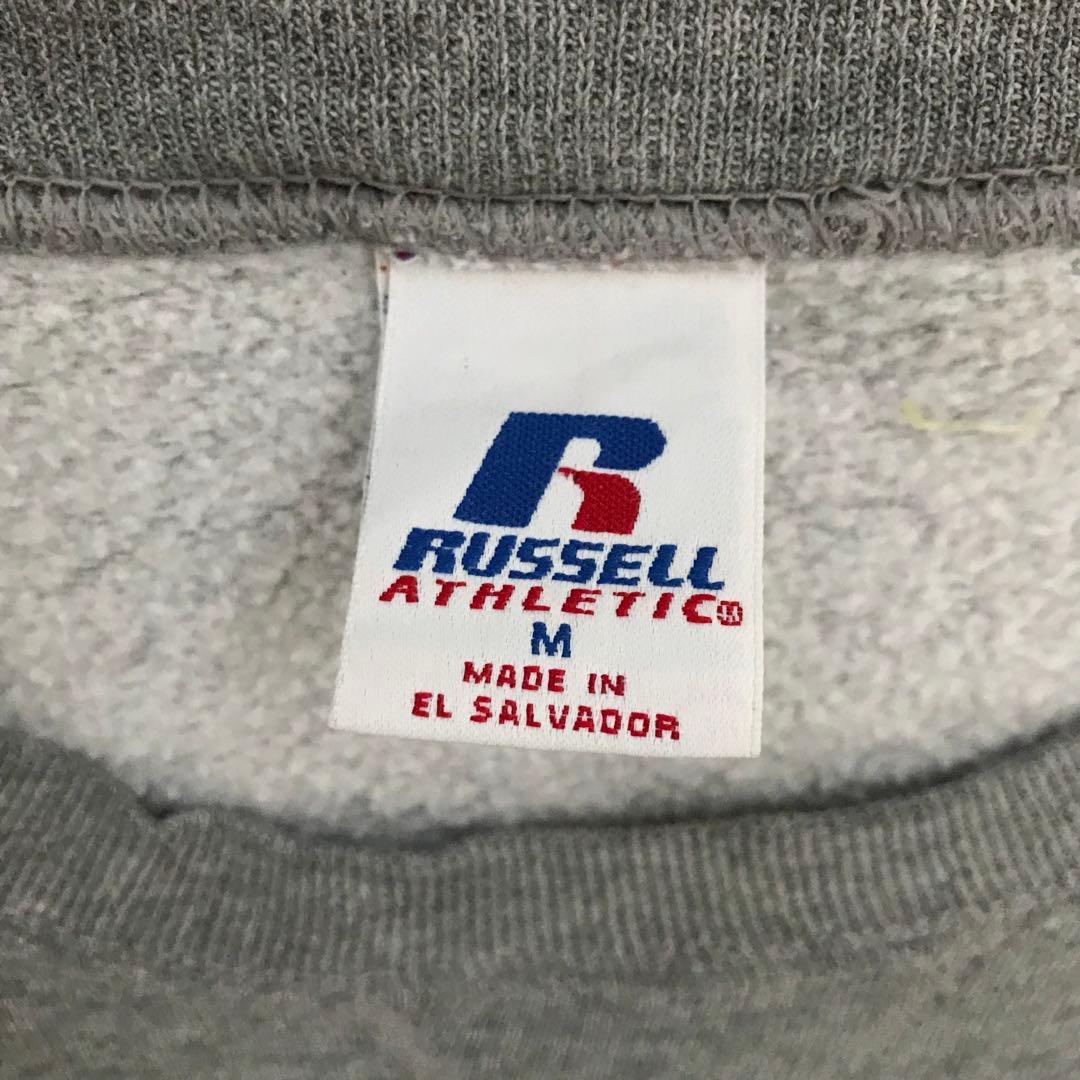 RUSSELL
ATHLETIC®
M
MADE IN
EL SALVADOR